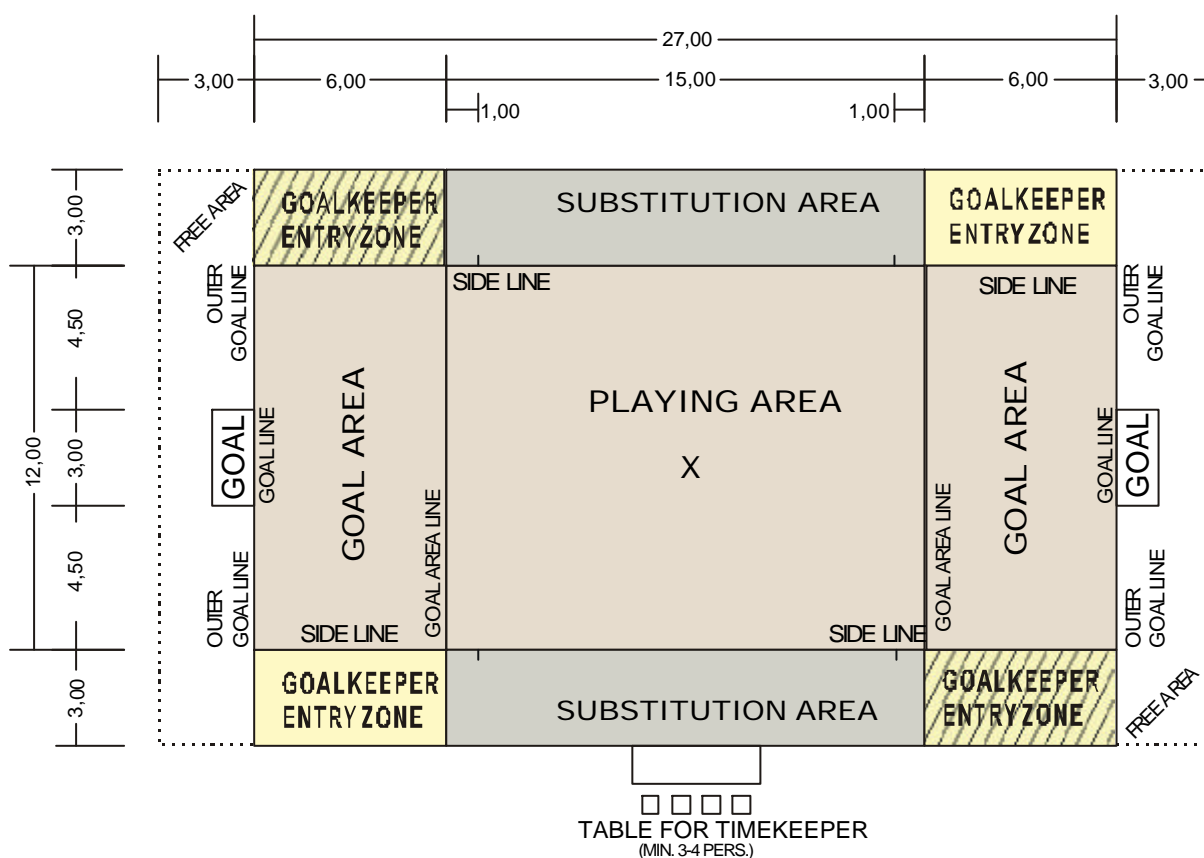 27,00
3,00
6,00
15,00
6,00
3,00
1,00
1,00
3,00
FREE AREA
GOALKEEPER
ENTRY ZONE
SUBSTITUTION AREA
GOALKEEPER
ENTRY ZONE
OUTER
GOAL LINE
SIDE LINE
SIDE LINE
OUTER
GOAL LINE
4,50
12,00
3,00
GOAL
GOAL LINE
GOAL AREA
GOAL AREA LINE
PLAYING AREA
X
GOAL AREA LINE
GOAL AREA
GOAL LINE
GOAL
4,50
OUTER
GOAL LINE
SIDE LINE
SIDE LINE
OUTER
GOAL LINE
3,00
GOALKEEPER
ENTRY ZONE
SUBSTITUTION AREA
GOALKEEPER
ENTRY ZONE
FREE AREA
TABLE FOR TIMEKEEPER
(MIN. 3-4 PERS.)